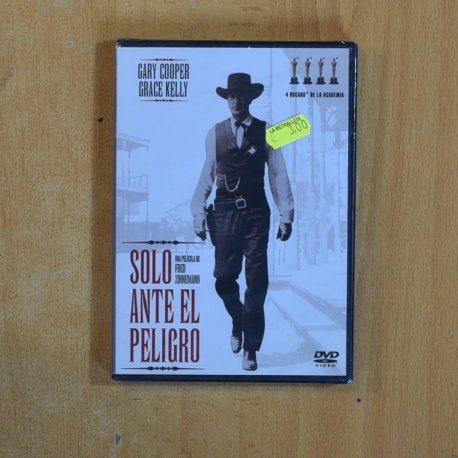 GARY COOPER
GRACE KELLY
4 OSCARS™ DE LA ACADEMIA
LA METRALLETA
€ 3,00
SOLO
UNA PELÍCULA DE
FRED
ZINNEMANN
ANTE EL
PELIGRO
DVD
VIDEO